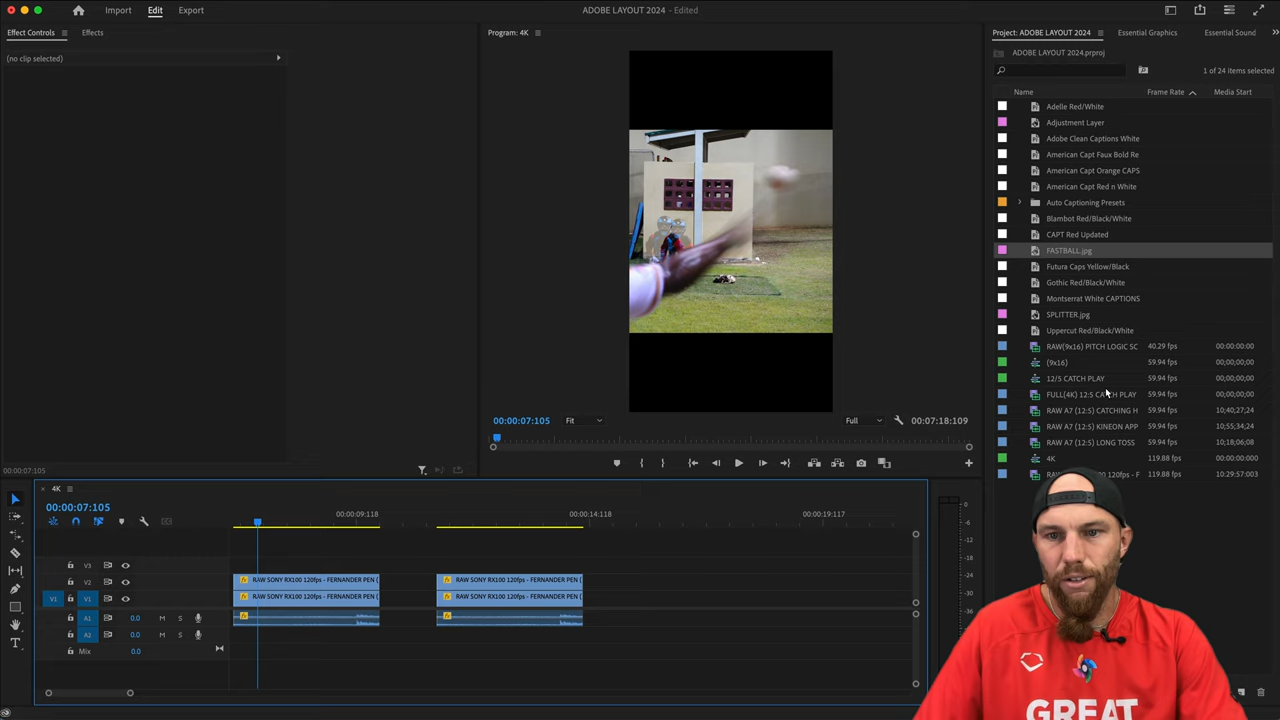 Import
Edit
Export
ADOBE LAYOUT 2024 - Edited
Effect Controls
Effects
(no clip selected)
00:00:07:105
Program: 4K
00:00:07:105
Fit
Full
00:07:18:109
Project: ADOBE LAYOUT 2024
Essential Graphics
Essential Sound
ADOBE LAYOUT 2024.prproj
1 of 24 items selected
Name Frame Rate Media Start
Adelle Red/White
Adjustment Layer
Adobe Clean Captions White
American Capt Faux Bold Re
American Capt Orange CAPS
American Capt Red n White
Auto Captioning Presets
Blambot Red/Black/White
CAPT Red Updated
FASTBALL.jpg
Futura Caps Yellow/Black
Gothic Red/Black/White
Montserrat White CAPTIONS
SPLITTER.jpg
Uppercut Red/Black/White
RAW(9x16) PITCH LOGIC SC 40.29 fps 00:00:00:00
(9x16) 59.94 fps 00;00;00;00
12/5 CATCH PLAY 59.94 fps 00;00;00;00
FULL(4K) 12:5 CATCH PLAY 59.94 fps 00;00;00;00
RAW A7 (12:5) CATCHING H 59.94 fps 10;40;27;24
RAW A7 (12:5) KINEON APP 59.94 fps 10;55;34;24
RAW A7 (12:5) LONG TOSS 59.94 fps 10;18;06;08
4K 119.88 fps 00:00:00:000
119.88 fps 10:29:57:003
4K
00:00:07:105
00:00:09:118
00:00:14:118
00:00:19:117
V3
V2
V1 V1
A1 0.0 M S
A2 0.0 M S
Mix 0.0
RAW SONY RX100 120fps - FERNANDER PEN (
RAW SONY RX100 120fps - FERNANDER PEN (
RAW SONY RX100 120fps - FERNANDER PEN (
RAW SONY RX100 120fps - FERNANDER PEN (
0
-6
-12
-18
-24
-30
-36
GREAT